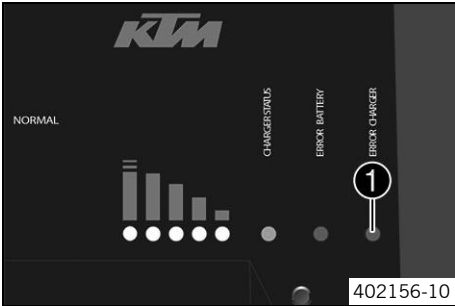 KTM
NORMAL
CHARGER STATUS
ERROR BATTERY
ERROR CHARGER
1
402156-10